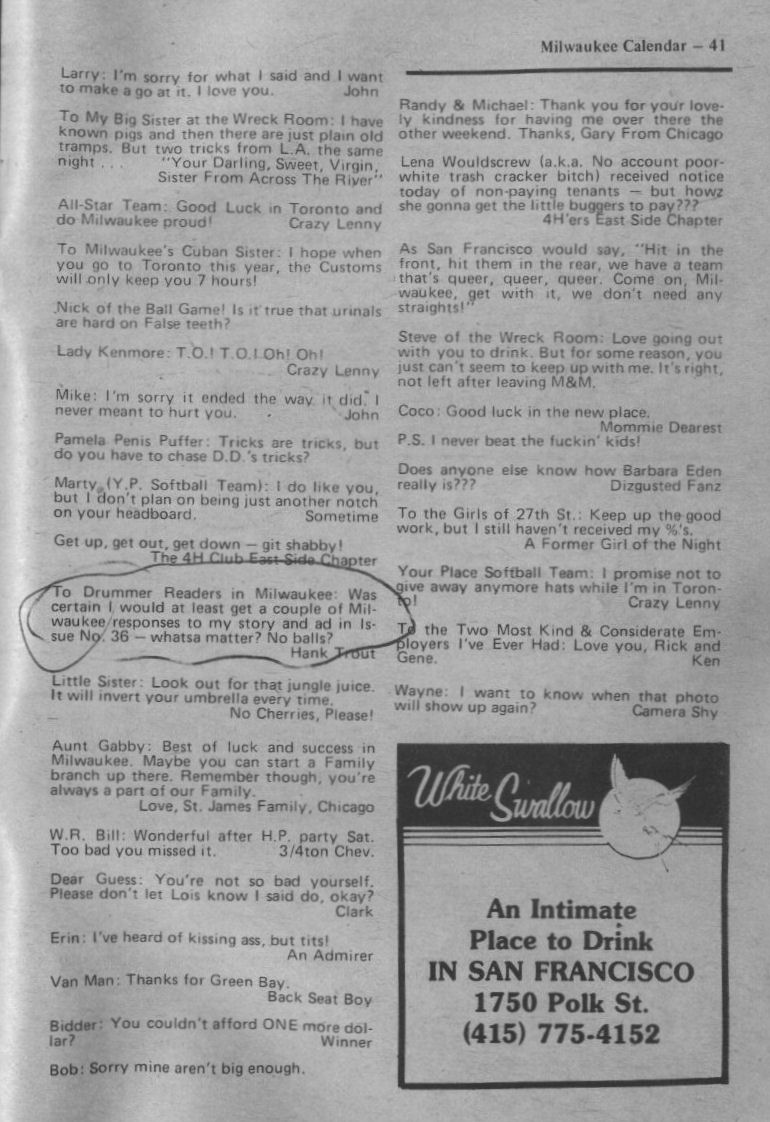 Milwaukee Calendar — 41
Larry: I'm sorry for what I said and I want
to make a go at it. I love you. John
To My Big Sister at the Wreck Room: I have
known pigs and then there are just plain old
tramps. But two tricks from L.A. the same
night . . . "Your Darling, Sweet, Virgin,
Sister From Across The River"
All-Star Team: Good Luck in Toronto and
do Milwaukee proud! Crazy Lenny
To Milwaukee's Cuban Sister: I hope when
you go to Toronto this year, the Customs
will only keep you 7 hours!
Nick of the Ball Game! Is it true that urinals
are hard on False teeth?
Lady Kenmore: T.O.! T.O.! Oh! Oh!
Crazy Lenny
Mike: I'm sorry it ended the way it did. I
never meant to hurt you. John
Pamela Penis Puffer: Tricks are tricks, but
do you have to chase D.D.'s tricks?
Marty (Y.P. Softball Team): I do like you,
but I don't plan on being just another notch
on your headboard. Sometime
Get up, get out, get down — git shabby!
The 4H Club East Side Chapter
To Drummer Readers in Milwaukee: Was
certain I would at least get a couple of Mil-
waukee responses to my story and ad in Is-
sue No. 36 — whatsa matter? No balls?
Hank Trout
Little Sister: Look out for that jungle juice.
It will invert your umbrella every time.
No Cherries, Please!
Aunt Gabby: Best of luck and success in
Milwaukee. Maybe you can start a Family
branch up there. Remember though, you're
always a part of our Family.
Love, St. James Family, Chicago
W.R. Bill: Wonderful after H.P. party Sat.
Too bad you missed it. 3/4ton Chev.
Dear Guess: You're not so bad yourself.
Please don't let Lois know I said do, okay?
Clark
Erin: I've heard of kissing ass, but tits!
An Admirer
Van Man: Thanks for Green Bay.
Back Seat Boy
Bidder: You couldn't afford ONE more dol-
lar? Winner
Bob: Sorry mine aren't big enough.
Randy & Michael: Thank you for your love-
ly kindness for having me over there the
other weekend. Thanks, Gary From Chicago
Lena Wouldscrew (a.k.a. No account poor-
white trash cracker bitch) received notice
today of non-paying tenants — but howz
she gonna get the little buggers to pay???
4H'ers East Side Chapter
As San Francisco would say, "Hit in the
front, hit them in the rear, we have a team
that's queer, queer, queer. Come on, Mil-
waukee, get with it, we don't need any
straights!"
Steve of the Wreck Room: Love going out
with you to drink. But for some reason, you
just can't seem to keep up with me. It's right,
not left after leaving M&M.
Coco: Good luck in the new place.
Mommie Dearest
P.S. I never beat the fuckin' kids!
Does anyone else know how Barbara Eden
really is??? Dizgusted Fanz
To the Girls of 27th St.: Keep up the good
work, but I still haven't received my %'s.
A Former Girl of the Night
Your Place Softball Team: I promise not to
give away anymore hats while I'm in Toron-
to! Crazy Lenny
To the Two Most Kind & Considerate Em-
ployers I've Ever Had: Love you, Rick and
Gene. Ken
Wayne: I want to know when that photo
will show up again? Camera Shy
White Swallow
An Intimate
Place to Drink
IN SAN FRANCISCO
1750 Polk St.
(415) 775-4152